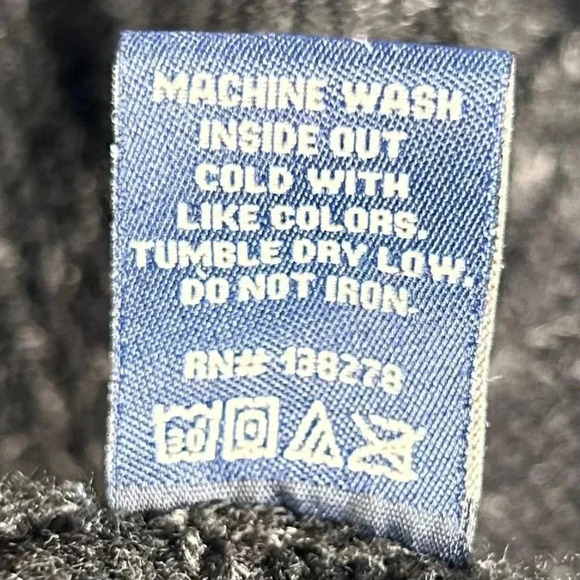 MACHINE WASH
INSIDE OUT
COLD WITH
LIKE COLORS.
TUMBLE DRY LOW.
DO NOT IRON.
RN# 138278
30